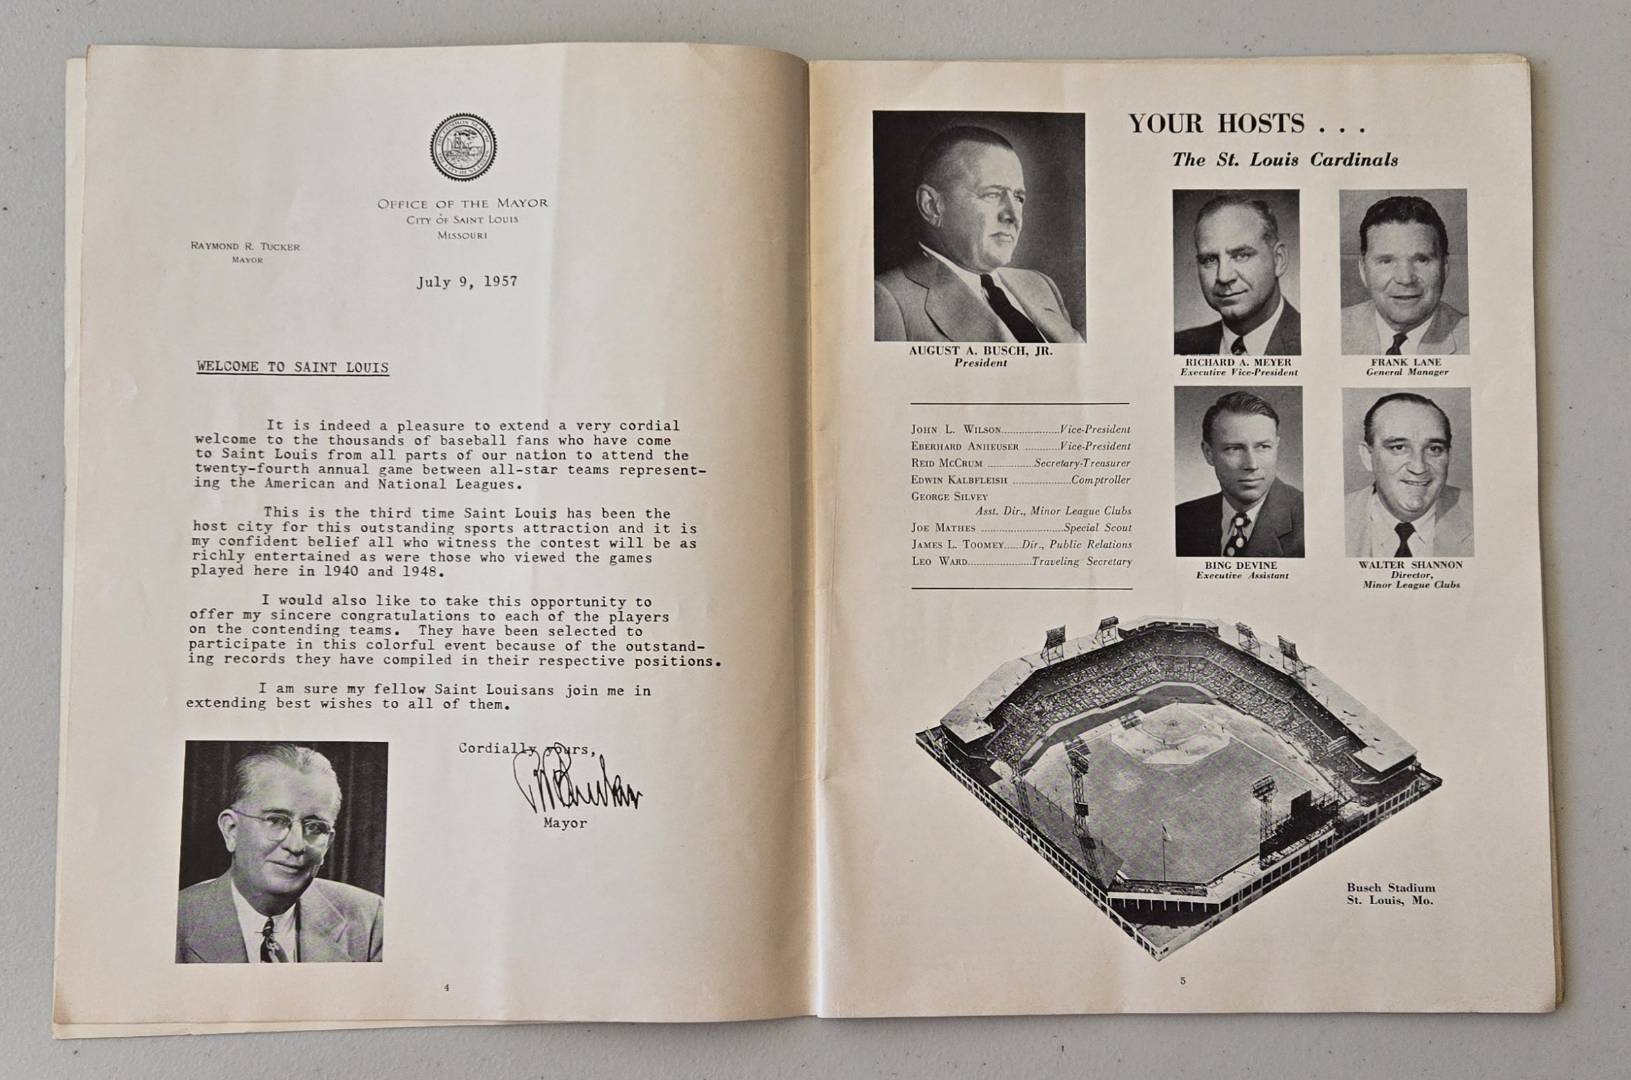 OFFICE OF THE MAYOR
CITY OF SAINT LOUIS
MISSOURI
RAYMOND R. TUCKER
MAYOR
July 9, 1957
WELCOME TO SAINT LOUIS
It is indeed a pleasure to extend a very cordial
welcome to the thousands of baseball fans who have come
to Saint Louis from all parts of our nation to attend the
twenty-fourth annual game between all-star teams represent-
ing the American and National Leagues.
This is the third time Saint Louis has been the
host city for this outstanding sports attraction and it is
my confident belief all who witness the contest will be as
richly entertained as were those who viewed the games
played here in 1940 and 1948.
I would also like to take this opportunity to
offer my sincere congratulations to each of the players
on the contending teams.  They have been selected to
participate in this colorful event because of the outstand-
ing records they have compiled in their respective positions.
I am sure my fellow Saint Louisans join me in
extending best wishes to all of them.
Cordially yours,
Mayor
4
YOUR HOSTS . . .
The St. Louis Cardinals
AUGUST A. BUSCH, JR.
President
RICHARD A. MEYER
Executive Vice-President
FRANK LANE
General Manager
JOHN L. WILSON....................Vice-President
EBERHARD ANHEUSER ............Vice-President
REID MCCRUM ................Secretary-Treasurer
EDWIN KALBFLEISH ....................Comptroller
GEORGE SILVEY
Asst. Dir., Minor League Clubs
JOE MATHES ............................Special Scout
JAMES L. TOOMEY......Dir., Public Relations
LEO WARD......................Traveling Secretary
BING DEVINE
Executive Assistant
WALTER SHANNON
Director,
Minor League Clubs
Busch Stadium
St. Louis, Mo.
5